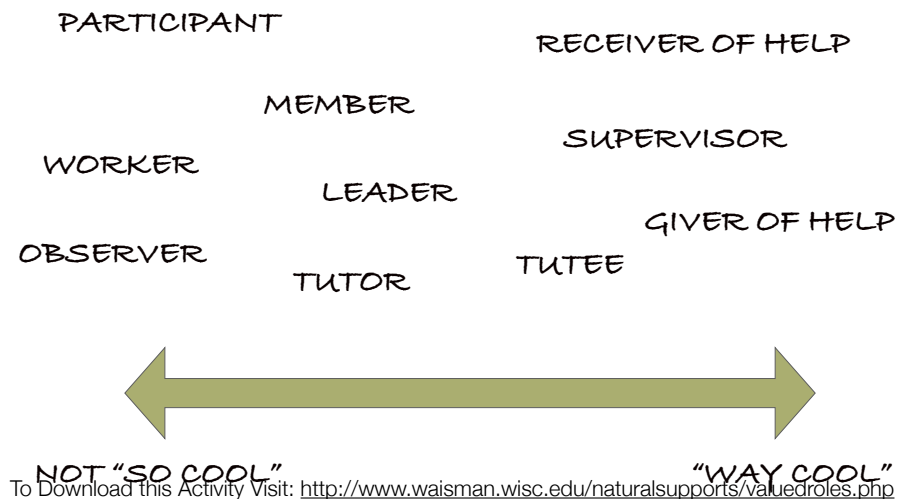 PARTICIPANT
RECEIVER OF HELP
MEMBER
SUPERVISOR
WORKER
LEADER
GIVER OF HELP
OBSERVER
TUTEE
TUTOR
NOT "SO COOL"
"WAY COOL"
To Download this Activity Visit: http://www.waisman.wisc.edu/naturalsupports/valuedroles.php